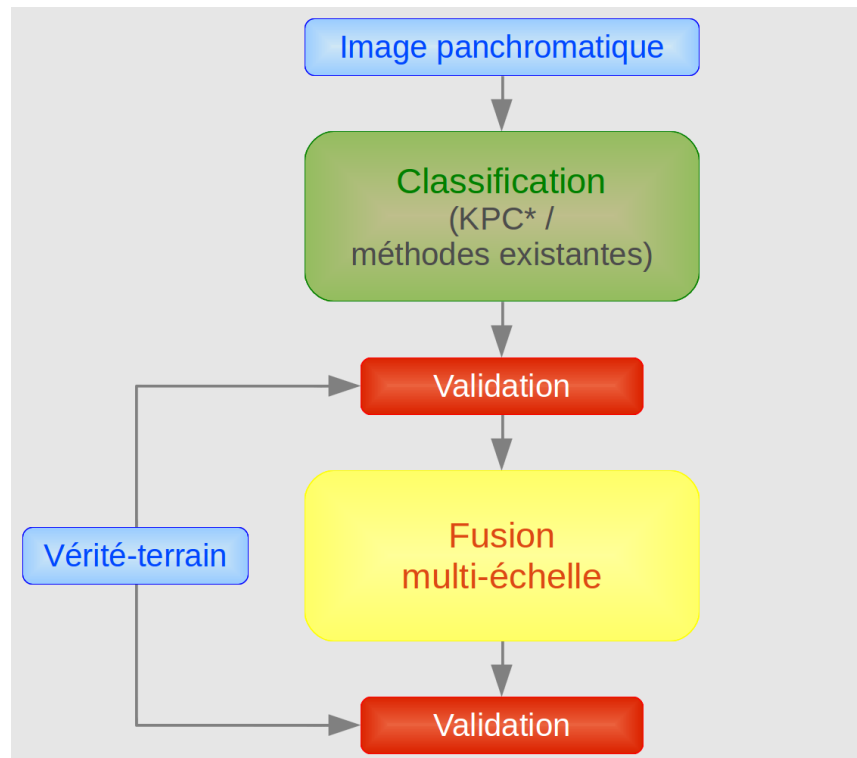 Image panchromatique
Classification
(KPC* /
méthodes existantes)
Validation
Fusion
multi-échelle
Vérité-terrain
Validation